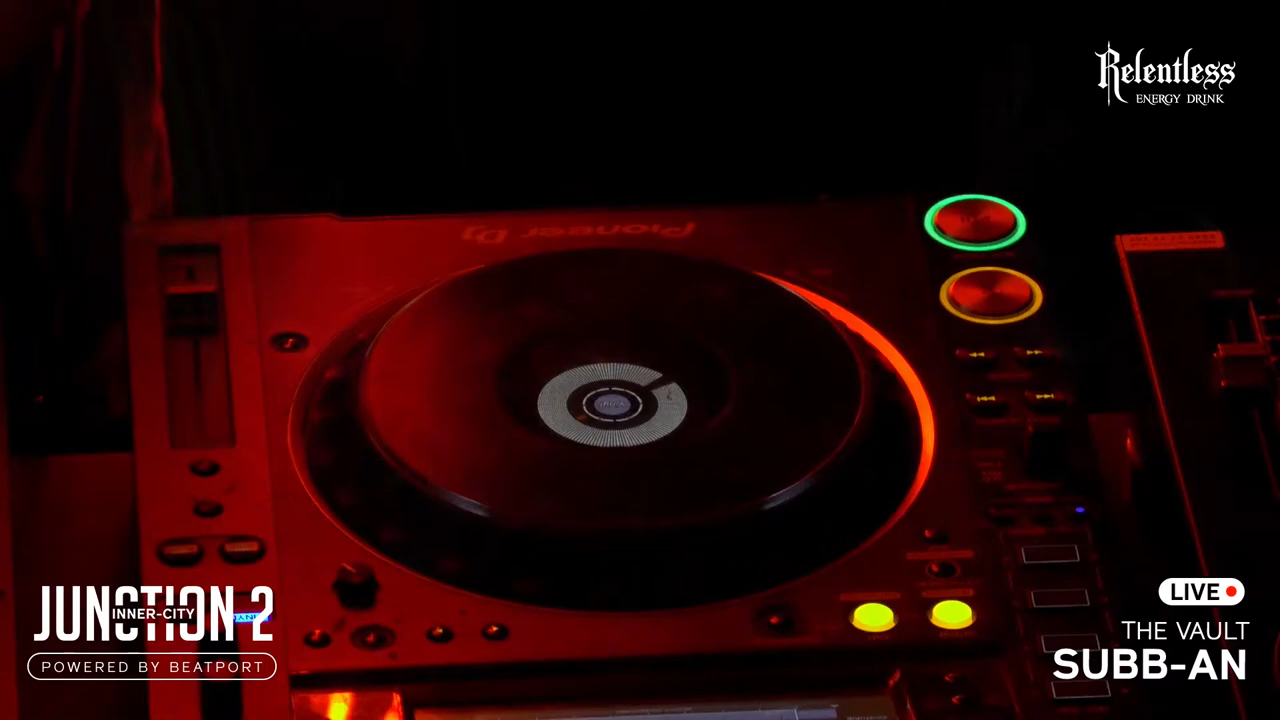 Relentless
ENERGY DRINK
Pioneer DJ
JUNCTION 2
INNER-CITY
POWERED BY BEATPORT
LIVE
THE VAULT
SUBB-AN